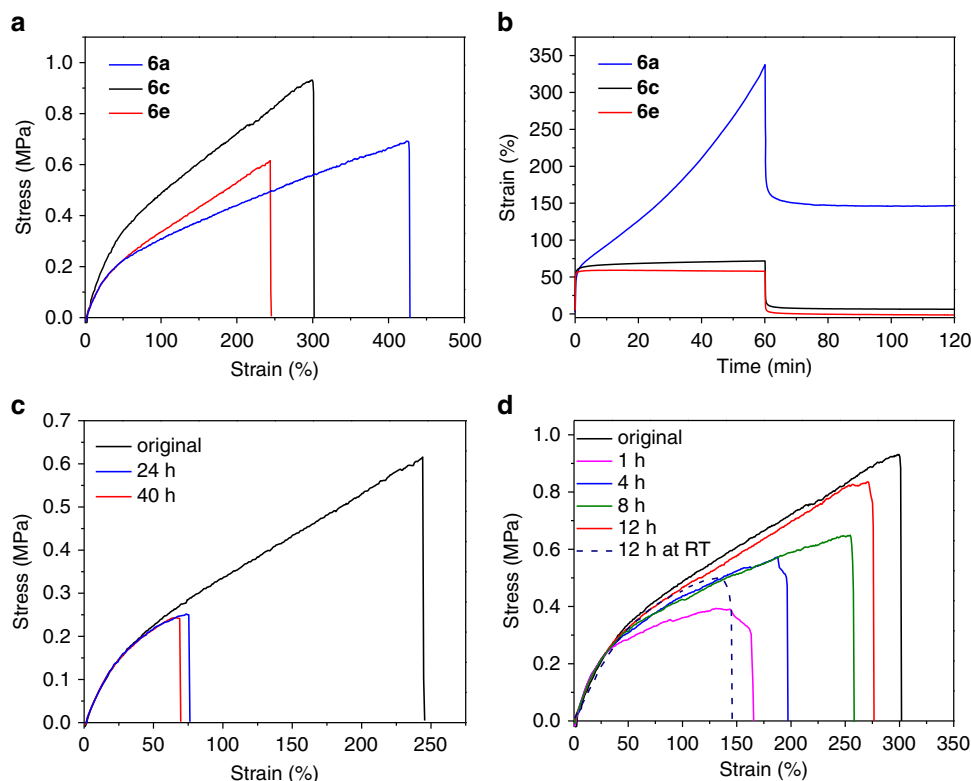 a
1.0
0.8
0.6
0.4
0.2
0.0
6a
6c
6e
Stress (MPa)
0 100 200 300 400 500
Strain (%)
b
350
300
250
200
150
100
50
0
6a
6c
6e
Strain (%)
0 20 40 60 80 100 120
Time (min)
c
0.7
0.6
0.5
0.4
0.3
0.2
0.1
0.0
original
24 h
40 h
Stress (MPa)
0 50 100 150 200 250
Strain (%)
d
1.0
0.8
0.6
0.4
0.2
0.0
original
1 h
4 h
8 h
12 h
12 h at RT
Stress (MPa)
0 50 100 150 200 250 300 350
Strain (%)